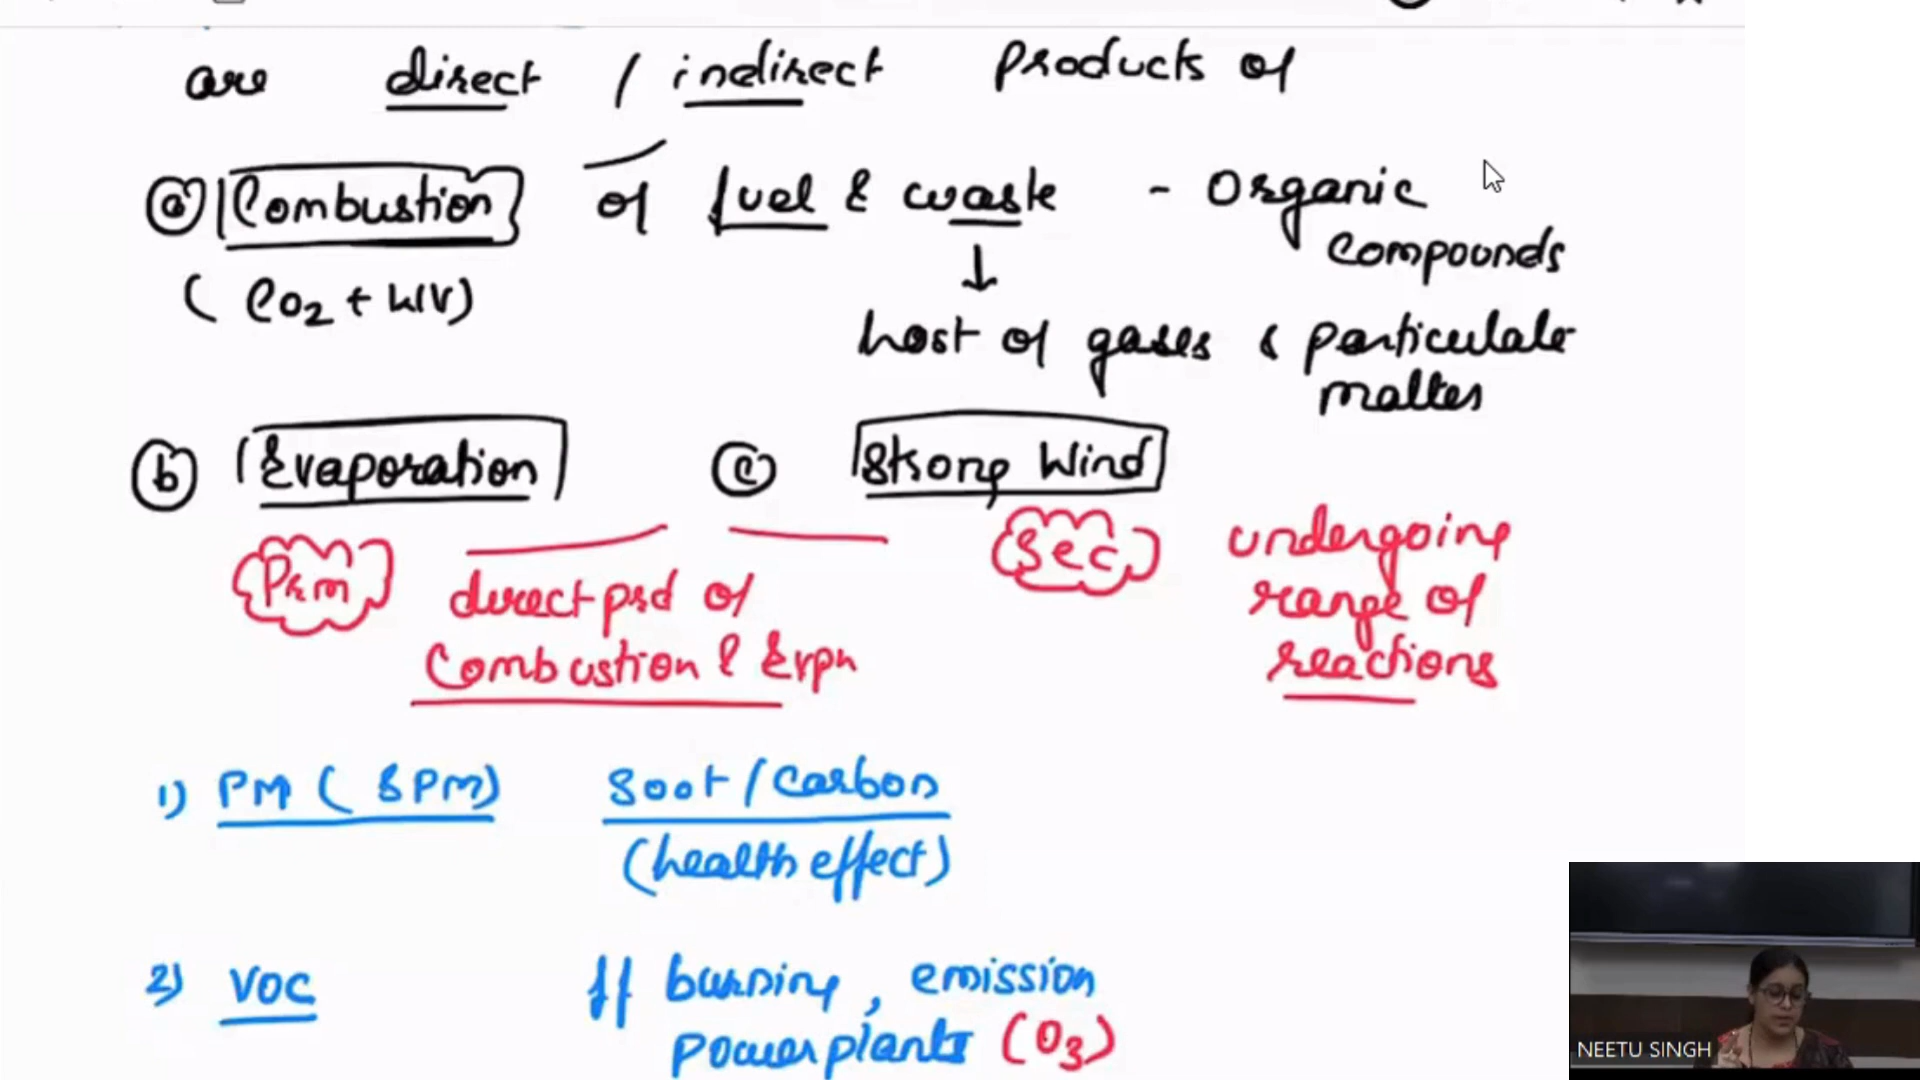 are direct / indirect products of
(a) Combustion of fuel & waste - Organic
compounds
(CO2 + WV)
↓
host of gases & particulate
matter
(b) Evaporation (c) Strong Wind
Prm direct prd of
Combustion & Evpn
Sec undergoing
range of
reactions
1) PM (SPM) Soot / Carbon
(health effect)
2) VOC ff burning, emission
powerplants (O3)
NEETU SINGH